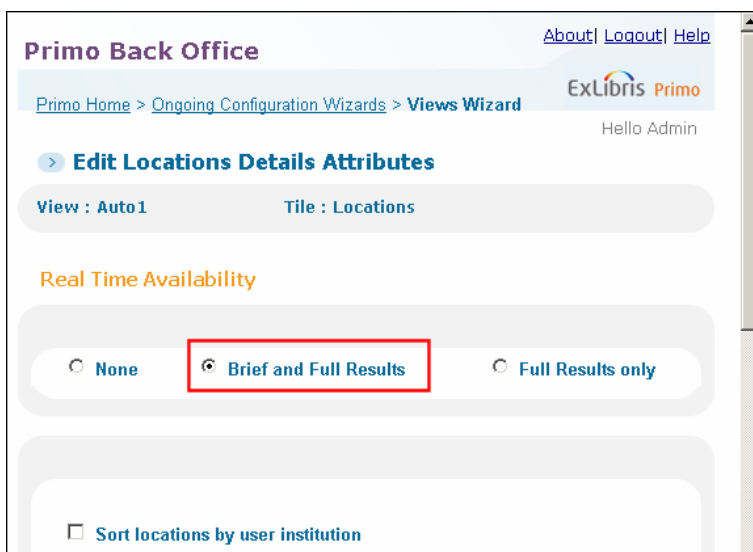 About| Logout| Help
Primo Back Office
ExLibris Primo
Primo Home > Ongoing Configuration Wizards > Views Wizard
Hello Admin
Edit Locations Details Attributes
View : Auto1 Tile : Locations
Real Time Availability
None Brief and Full Results Full Results only
Sort locations by user institution